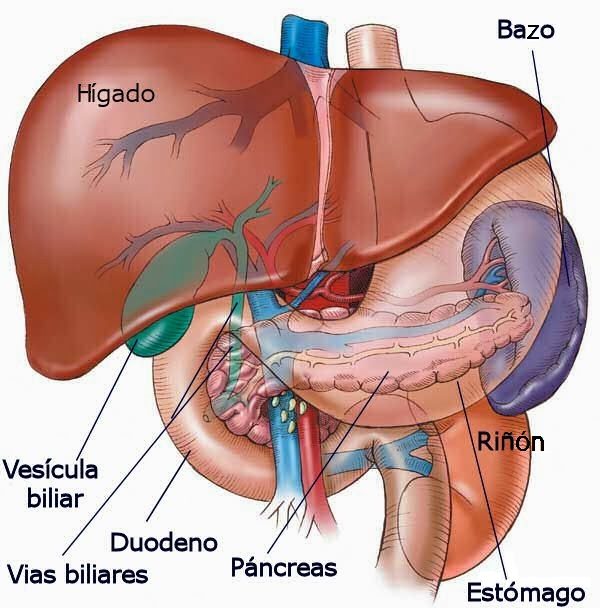 Bazo
Hígado
Riñón
Vesícula
biliar
Duodeno
Vias biliares
Páncreas
Estómago